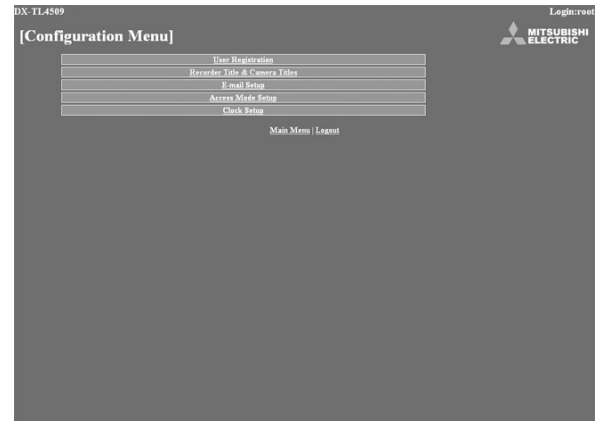 DX-TL4509
Login:root
[Configuration Menu]
MITSUBISHI
ELECTRIC
User Registration
Recorder Title & Camera Titles
E-mail Setup
Access Mode Setup
Clock Setup
Main Menu | Logout